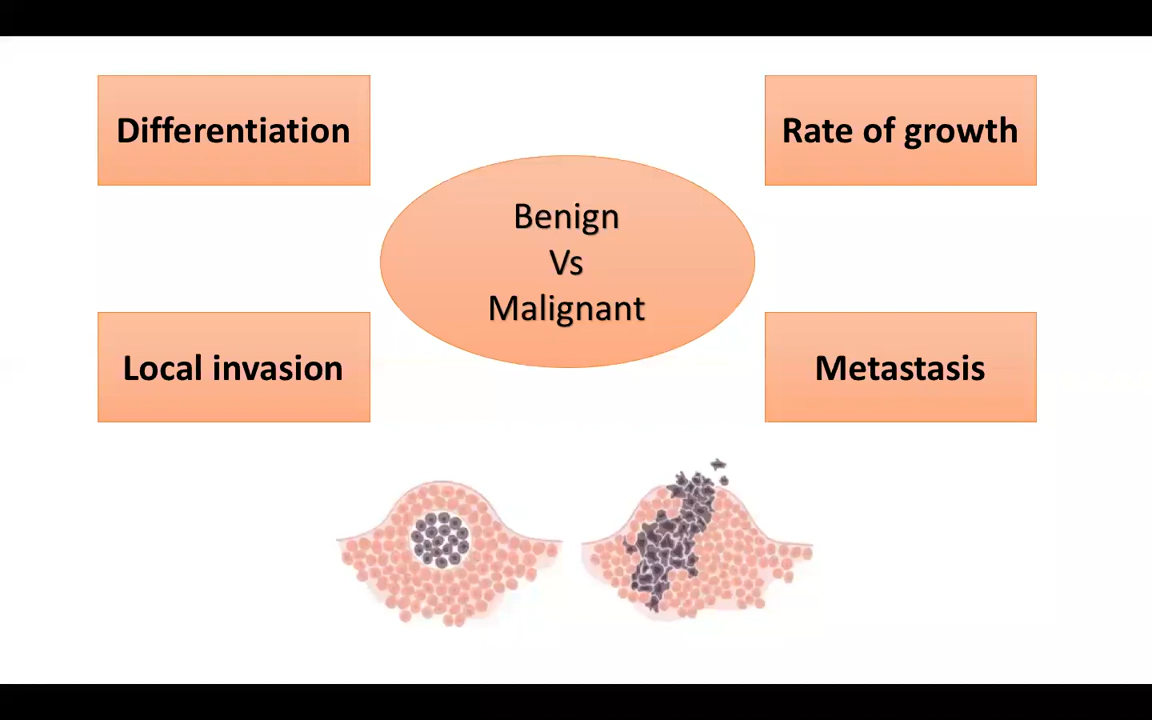 Differentiation
Rate of growth
Benign
Vs
Malignant
Local invasion
Metastasis